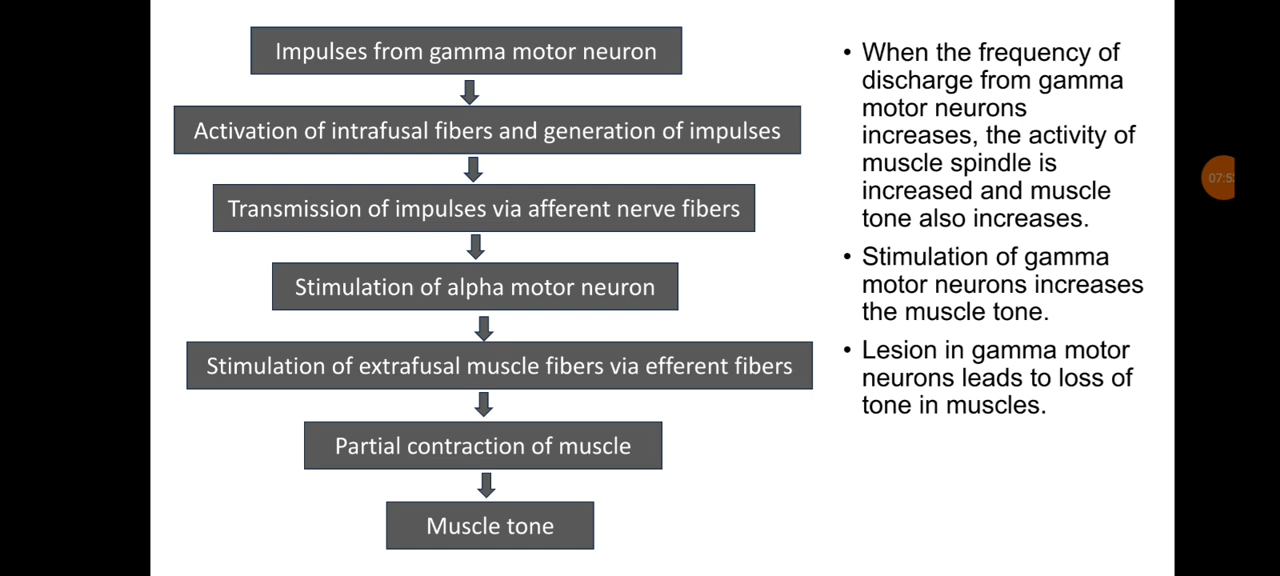 Impulses from gamma motor neuron
Activation of intrafusal fibers and generation of impulses
Transmission of impulses via afferent nerve fibers
Stimulation of alpha motor neuron
Stimulation of extrafusal muscle fibers via efferent fibers
Partial contraction of muscle
Muscle tone
• When the frequency of
discharge from gamma
motor neurons
increases, the activity of
muscle spindle is
increased and muscle
tone also increases.
• Stimulation of gamma
motor neurons increases
the muscle tone.
• Lesion in gamma motor
neurons leads to loss of
tone in muscles.